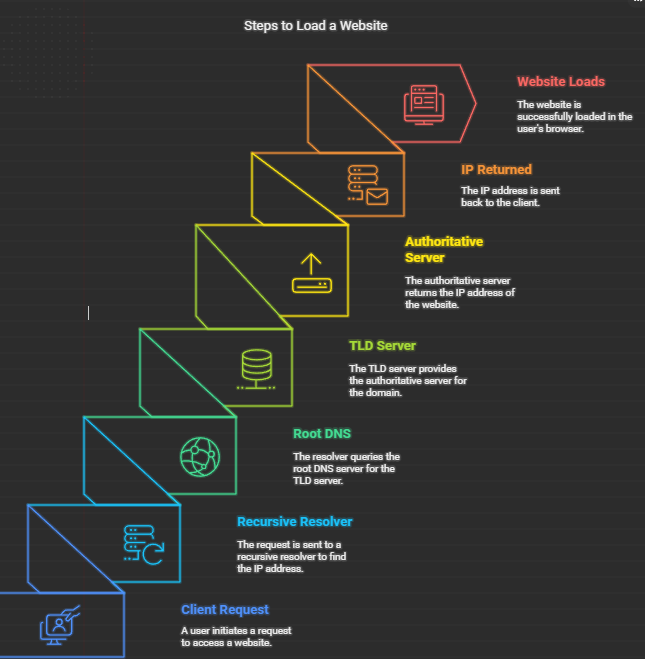 Steps to Load a Website
Website Loads
The website is
successfully loaded in the
user's browser.
IP Returned
The IP address is sent
back to the client.
Authoritative
Server
The authoritative server
returns the IP address of
the website.
TLD Server
The TLD server provides
the authoritative server for
the domain.
Root DNS
The resolver queries the
root DNS server for the
TLD server.
Recursive Resolver
The request is sent to a
recursive resolver to find
the IP address.
Client Request
A user initiates a request
to access a website.